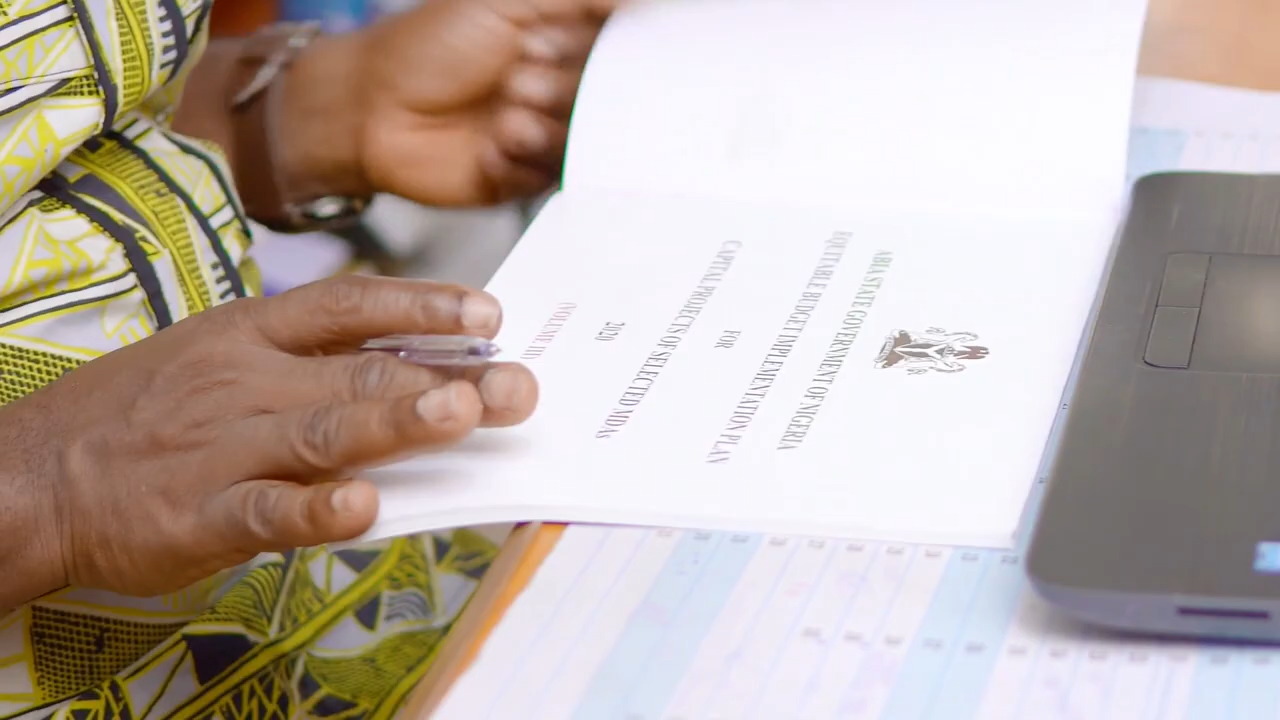 ABIA STATE GOVERNMENT OF NIGERIA
EQUITABLE BUDGET IMPLEMENTATION PLAN
FOR
CAPITAL PROJECTS OF SELECTED MDAS
2020
(VOLUME III)